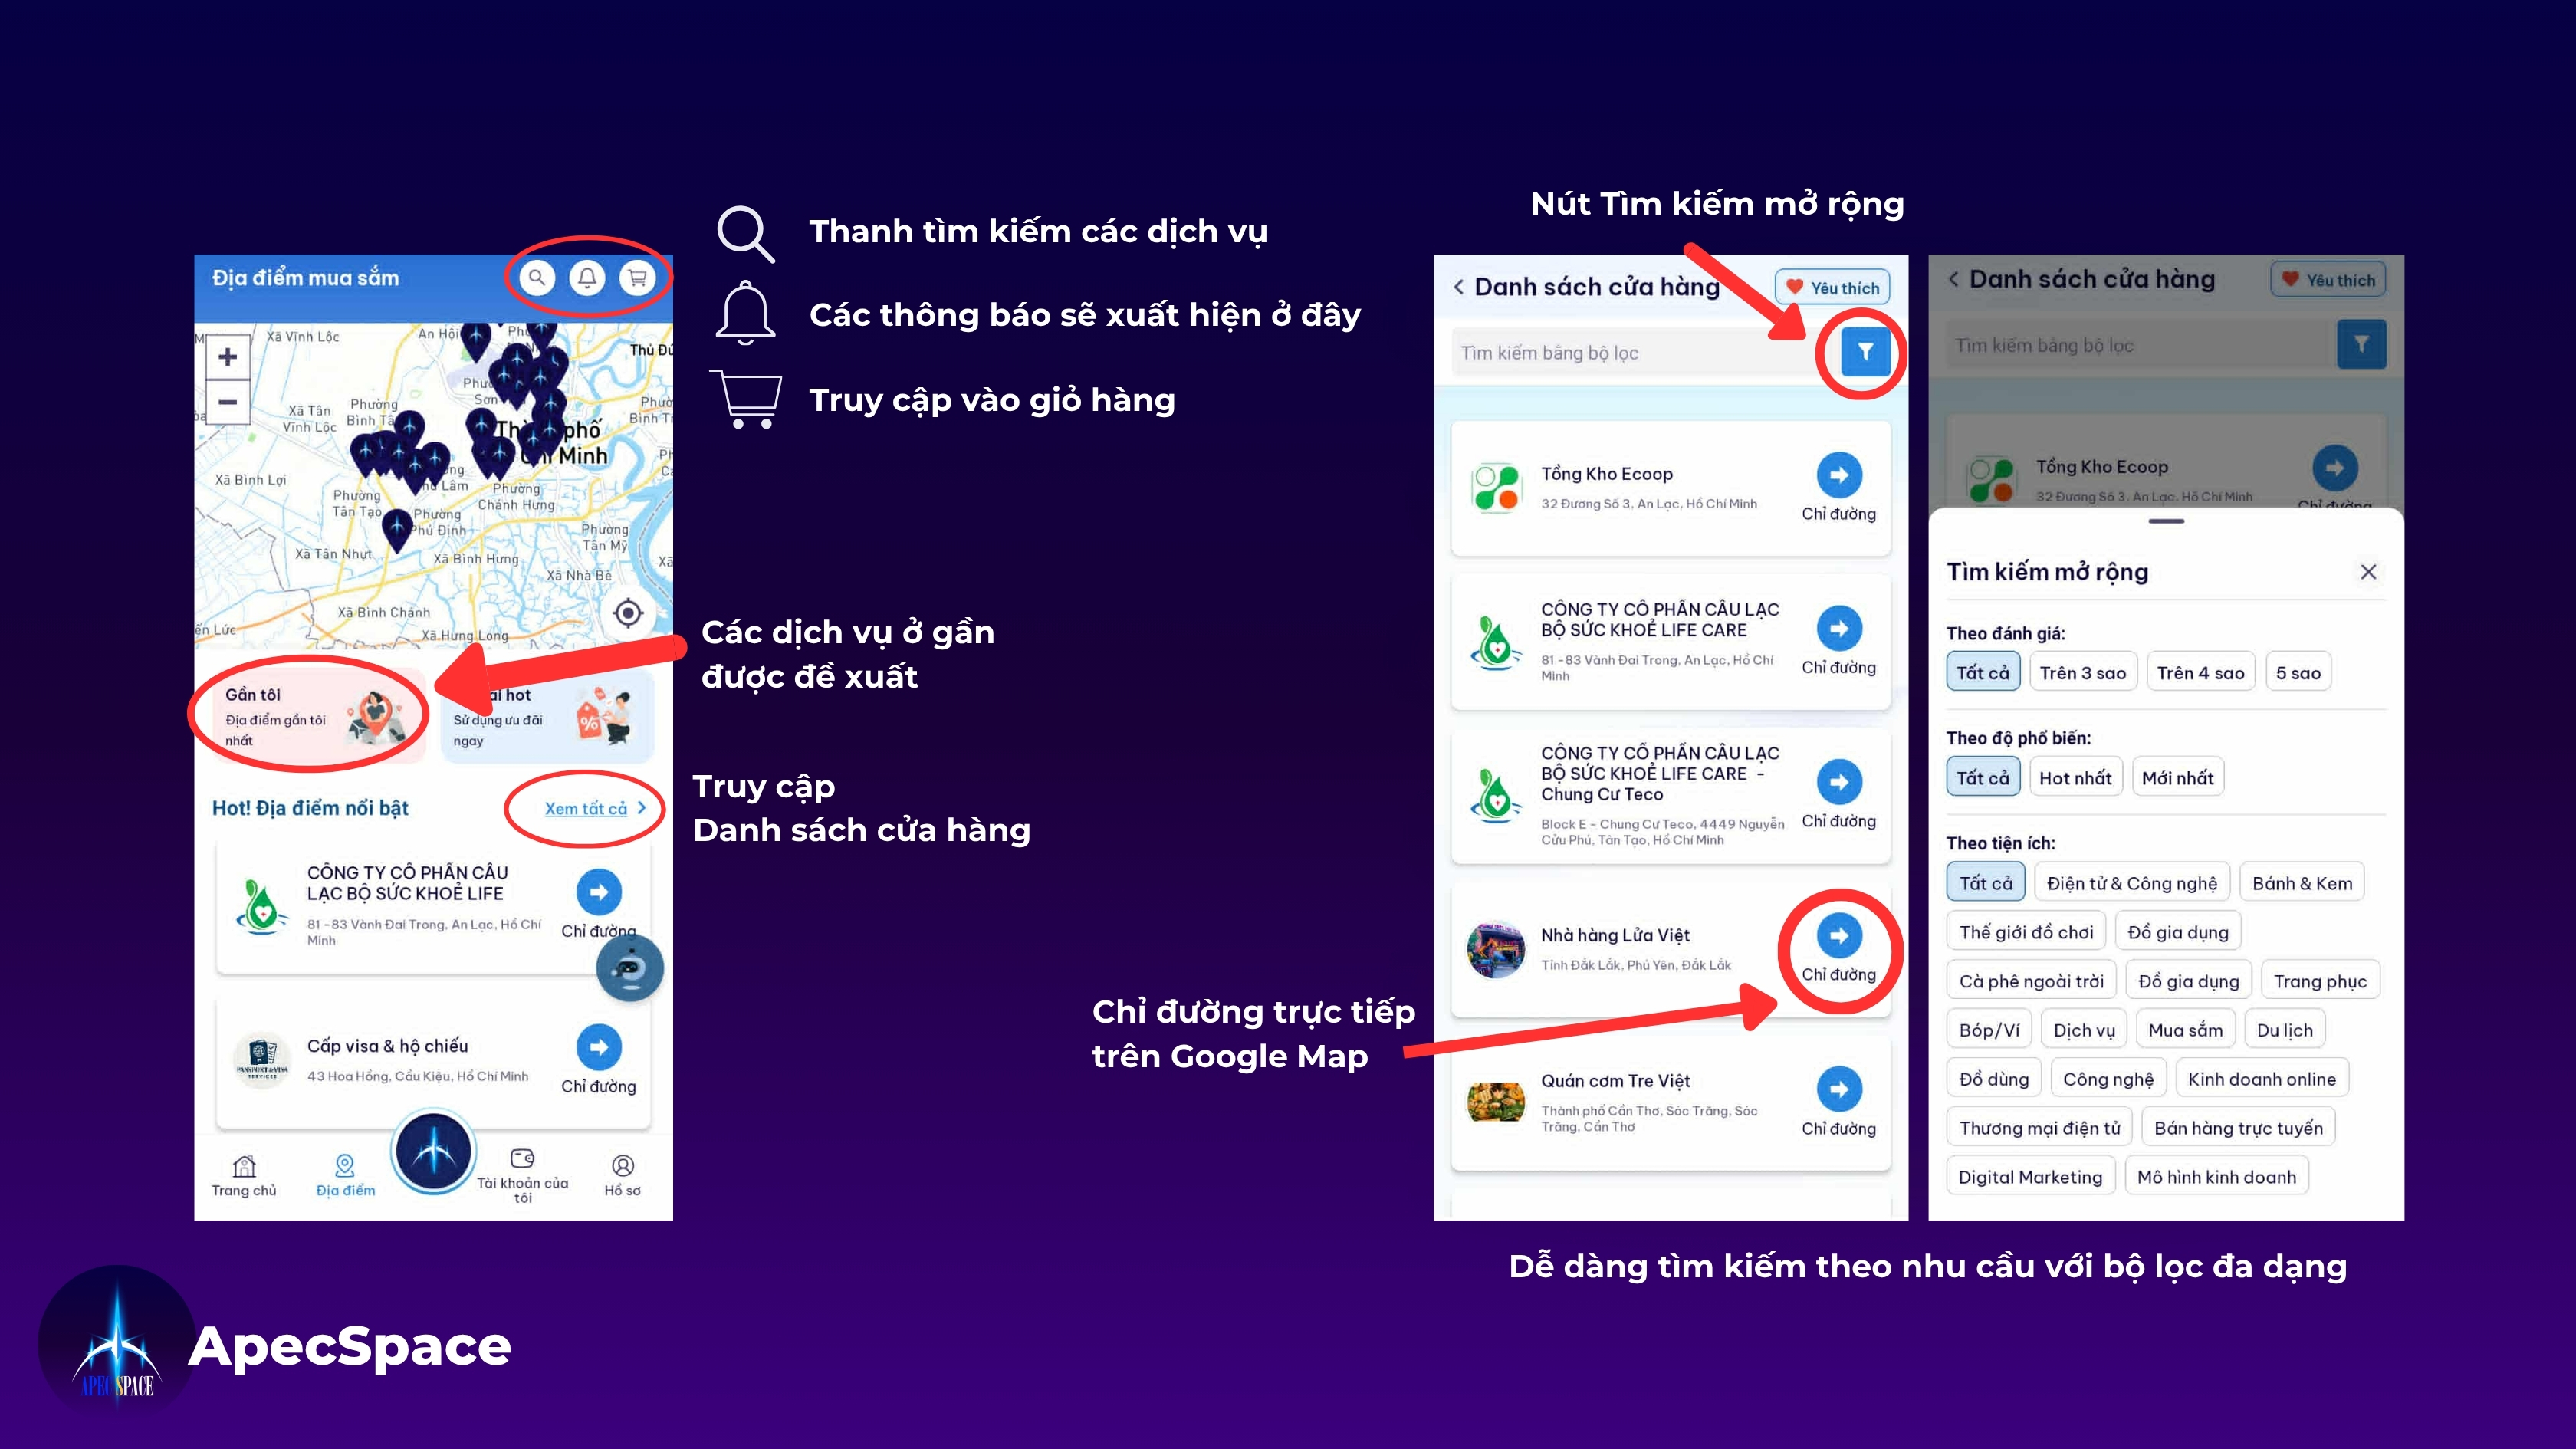 Thanh tìm kiếm các dịch vụ
Các thông báo sẽ xuất hiện ở đây
Truy cập vào giỏ hàng
Địa điểm mua sắm
Xã Vĩnh Lộc
An Hội
Thủ Đứ
Xã Tân
Vĩnh Lộc
Phường
Bình Tâ
Sơn
Phườ
Bình T
phố
Minh
Xã Bình Lợi
Phường
Tân Tạo
Lâm
Phường
Chánh Hưng
Phường
Phú Định
Phường
Tân Mỹ
Xã Tân Nhựt
Xã Bình Hưng
Xã Nhà Bè
Xã Bình Chánh
ến Lức
Xã Hưng Long
Các dịch vụ ở gần
được đề xuất
Gần tôi
Địa điểm gần tôi
nhất
ãi hot
Sử dụng ưu đãi
ngay
Hot! Địa điểm nổi bật
Xem tất cả
Truy cập
Danh sách cửa hàng
CÔNG TY CỔ PHẦN CÂU
LẠC BỘ SỨC KHOẺ LIFE
81 -83 Vành Đai Trong, An Lạc, Hồ Chí
Minh
Chỉ đường
Cấp visa & hộ chiếu
43 Hoa Hồng, Cầu Kiệu, Hồ Chí Minh
Chỉ đường
PASSPORT&VISA
SERVICES
Trang chủ
Địa điểm
Tài khoản của
tôi
Hồ sơ
Nút Tìm kiếm mở rộng
Danh sách cửa hàng
Yêu thích
Tìm kiếm bằng bộ lọc
Tổng Kho Ecoop
32 Đương Số 3, An Lạc, Hồ Chí Minh
Chỉ đường
CÔNG TY CỔ PHẦN CÂU LẠC
BỘ SỨC KHOẺ LIFE CARE
81 -83 Vành Đai Trong, An Lạc, Hồ Chí
Minh
Chỉ đường
CÔNG TY CỔ PHẦN CÂU LẠC
BỘ SỨC KHOẺ LIFE CARE -
Chung Cư Teco
Block E - Chung Cư Teco, 4449 Nguyễn
Cửu Phú, Tân Tạo, Hồ Chí Minh
Chỉ đường
Nhà hàng Lửa Việt
Tỉnh Đắk Lắk, Phú Yên, Đắk Lắk
Chỉ đường
Chỉ đường trực tiếp
trên Google Map
Quán cơm Tre Việt
Thành phố Cần Thơ, Sóc Trăng, Sóc
Trăng, Cần Thơ
Chỉ đường
Danh sách cửa hàng
Yêu thích
Tìm kiếm bằng bộ lọc
Tổng Kho Ecoop
32 Đương Số 3, An Lạc, Hồ Chí Minh
Chỉ đường
Tìm kiếm mở rộng
Theo đánh giá:
Tất cả
Trên 3 sao
Trên 4 sao
5 sao
Theo độ phổ biến:
Tất cả
Hot nhất
Mới nhất
Theo tiện ích:
Tất cả
Điện tử & Công nghệ
Bánh & Kem
Thế giới đồ chơi
Đồ gia dụng
Cà phê ngoài trời
Đồ gia dụng
Trang phục
Bóp/Ví
Dịch vụ
Mua sắm
Du lịch
Đồ dùng
Công nghệ
Kinh doanh online
Thương mại điện tử
Bán hàng trực tuyến
Digital Marketing
Mô hình kinh doanh
Dễ dàng tìm kiếm theo nhu cầu với bộ lọc đa dạng
APEC SPACE
ApecSpace